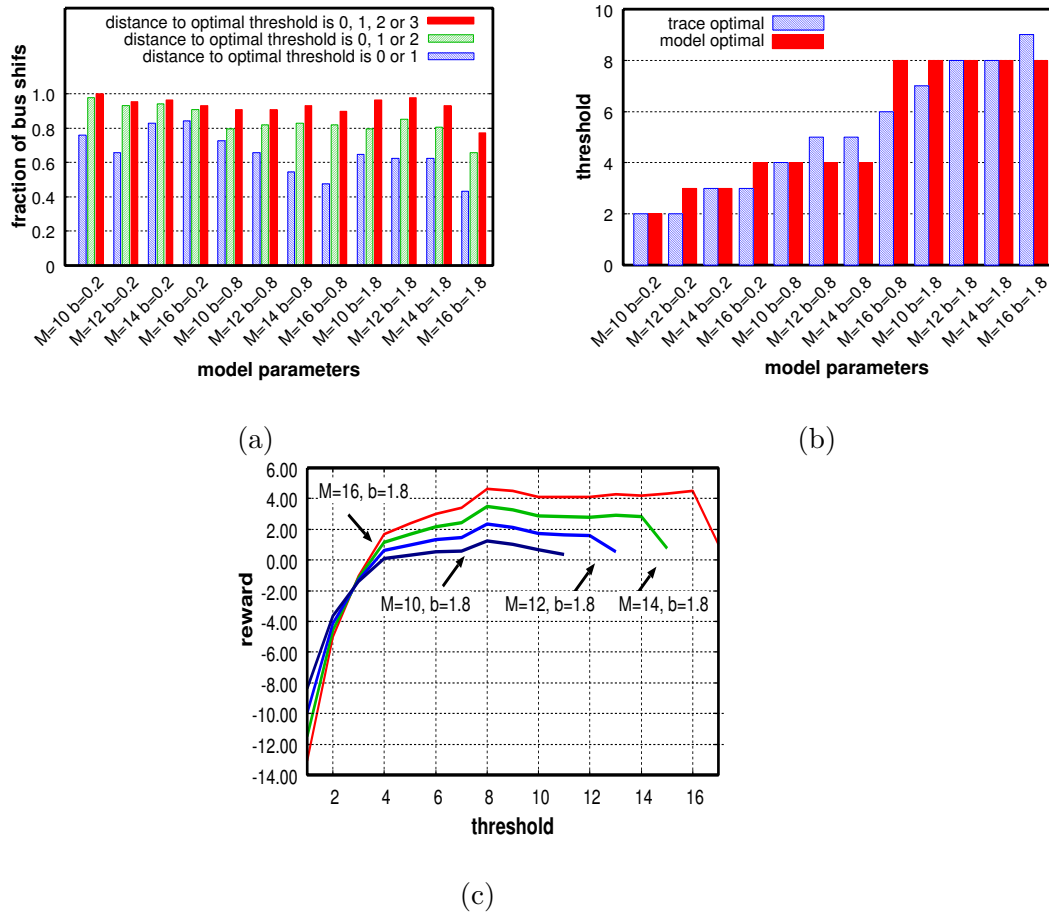 distance to optimal threshold is 0, 1, 2 or 3
distance to optimal threshold is 0, 1 or 2
distance to optimal threshold is 0 or 1
fraction of bus shifs
1.0
0.8
0.6
0.4
0.2
0
M=10 b=0.2
M=12 b=0.2
M=14 b=0.2
M=16 b=0.2
M=10 b=0.8
M=12 b=0.8
M=14 b=0.8
M=16 b=0.8
M=10 b=1.8
M=12 b=1.8
M=14 b=1.8
M=16 b=1.8
model parameters
(a)
trace optimal
model optimal
threshold
10
8
6
4
2
0
M=10 b=0.2
M=12 b=0.2
M=14 b=0.2
M=16 b=0.2
M=10 b=0.8
M=12 b=0.8
M=14 b=0.8
M=16 b=0.8
M=10 b=1.8
M=12 b=1.8
M=14 b=1.8
M=16 b=1.8
model parameters
(b)
reward
6.00
4.00
2.00
0.00
-2.00
-4.00
-6.00
-8.00
-10.00
-12.00
-14.00
M=16, b=1.8
M=10, b=1.8
M=12, b=1.8
M=14, b=1.8
2 4 6 8 10 12 14 16
threshold
(c)